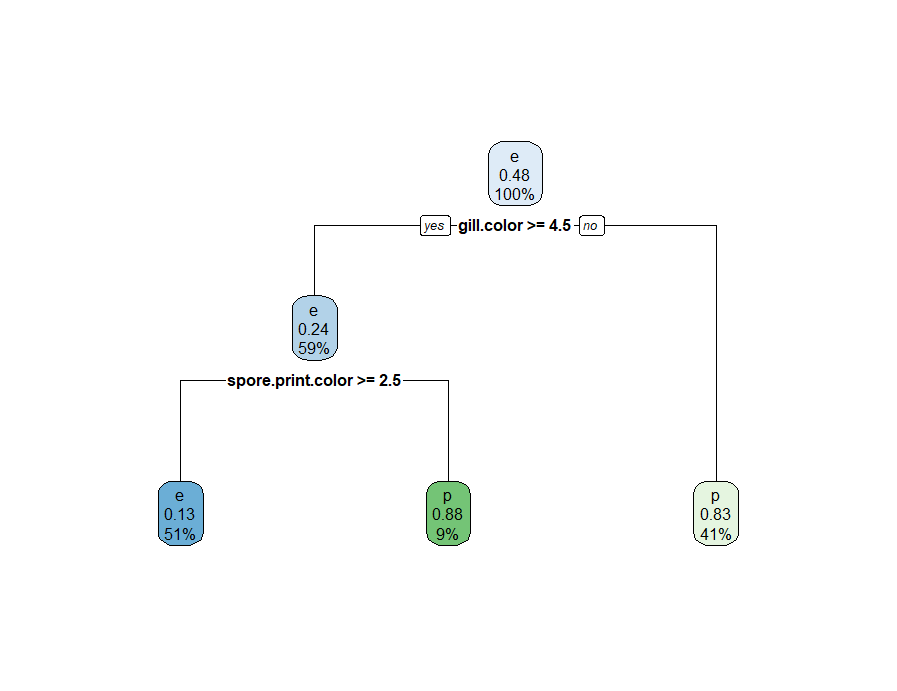 e
0.48
100%
yes gill.color >= 4.5 no
e
0.24
59%
spore.print.color >= 2.5
e
0.13
51%
p
0.88
9%
p
0.83
41%